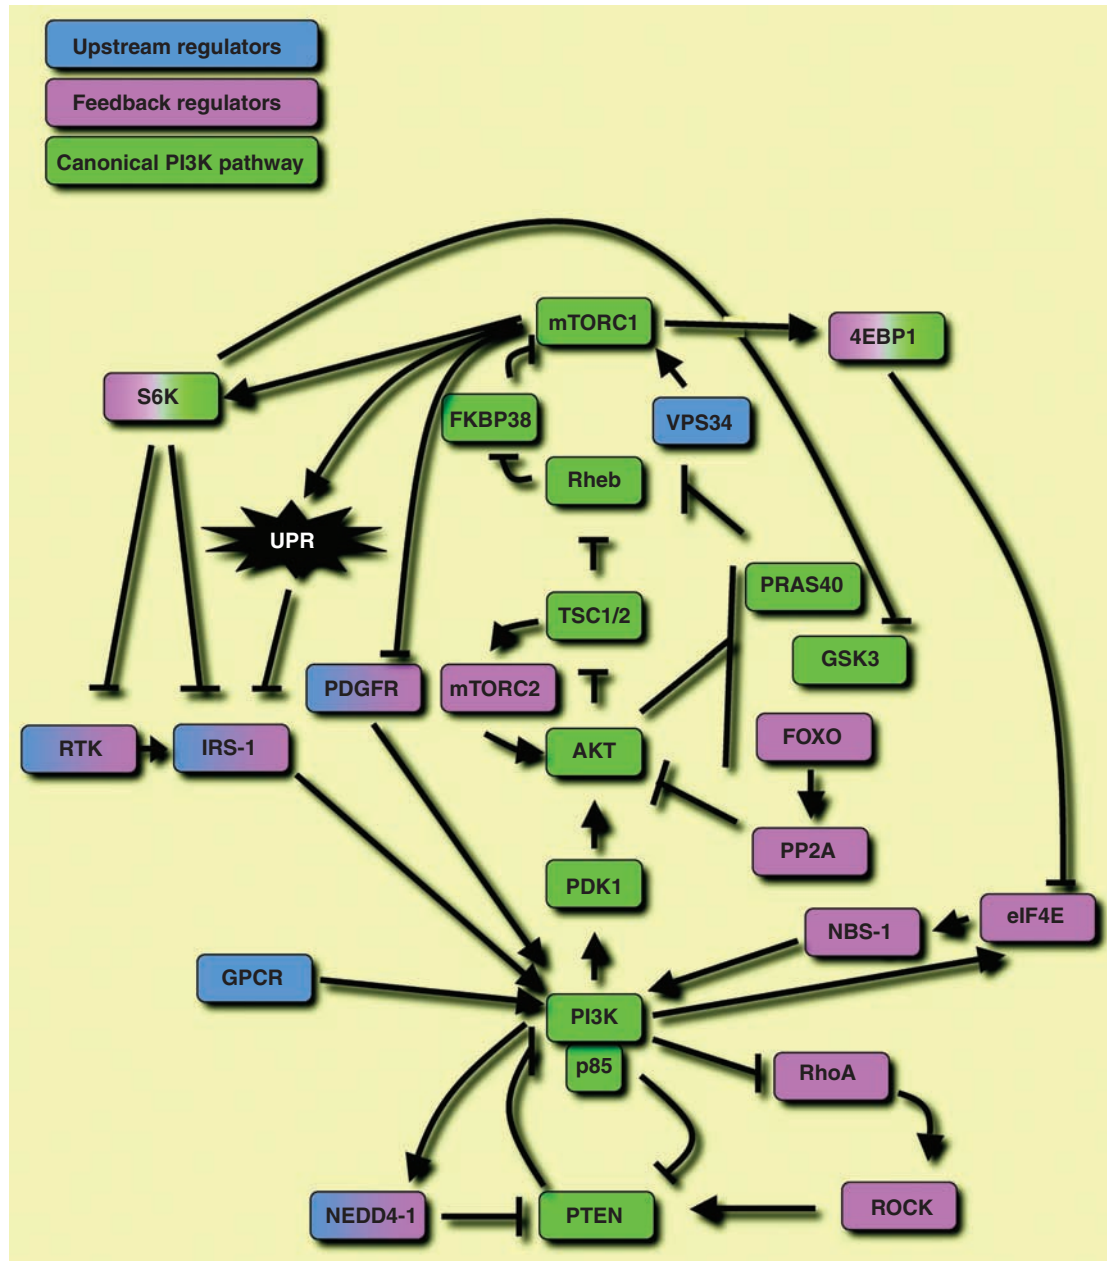 Upstream regulators
Feedback regulators
Canonical PI3K pathway
mTORC1
4EBP1
S6K
FKBP38
VPS34
Rheb
UPR
PRAS40
TSC1/2
GSK3
PDGFR
mTORC2
RTK
IRS-1
AKT
FOXO
PP2A
PDK1
eIF4E
NBS-1
GPCR
PI3K
p85
RhoA
NEDD4-1
PTEN
ROCK